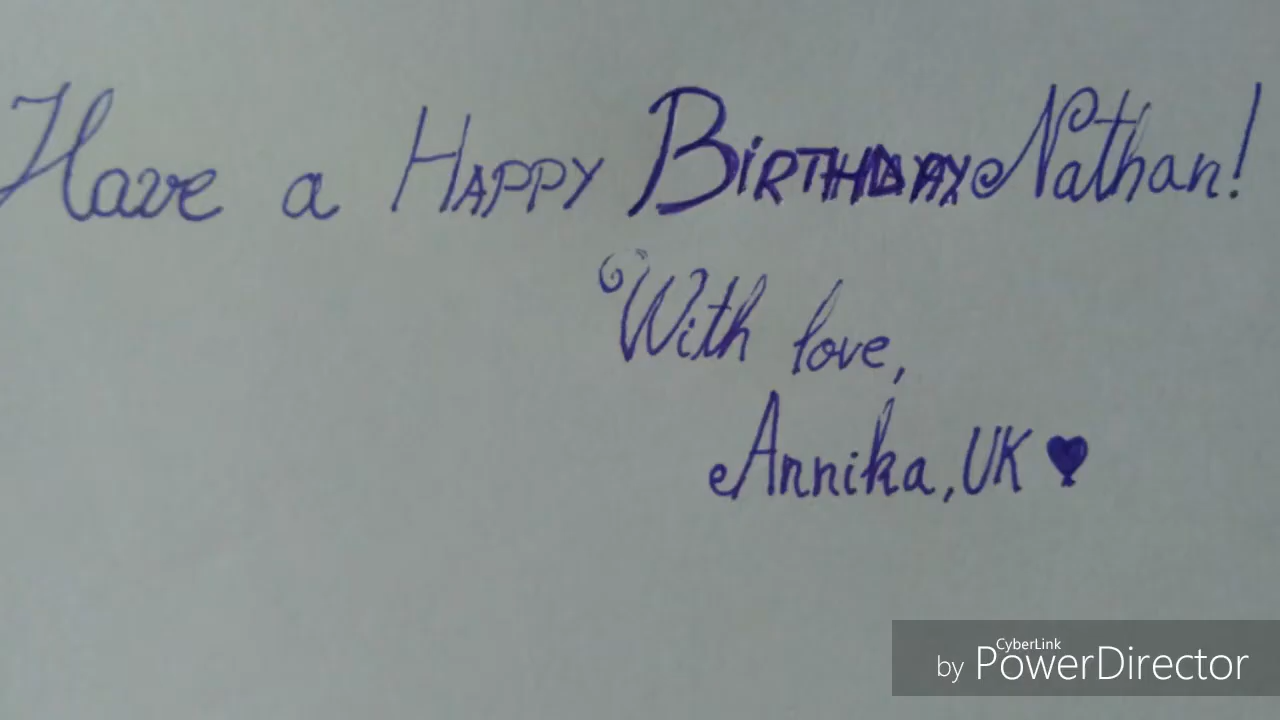 Have a Happy BiRTHDAY Nathan!
With love,
Annika, UK ♥
CyberLink
by PowerDirector